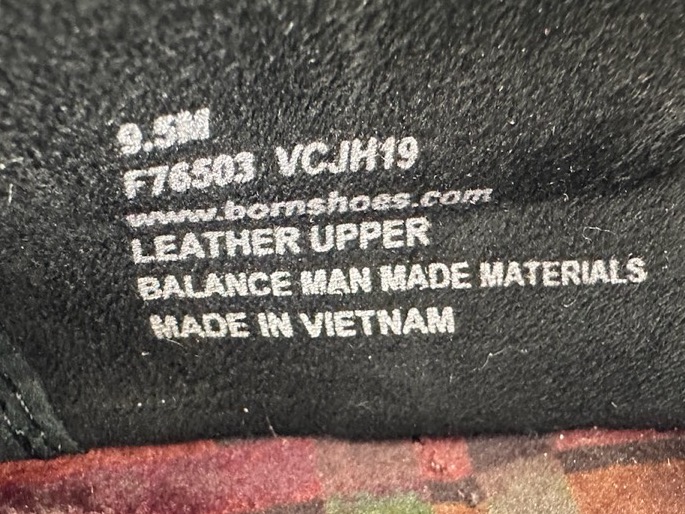 9.5M
F76503 VCJH19
www.bornshoes.com
LEATHER UPPER
BALANCE MAN MADE MATERIALS
MADE IN VIETNAM